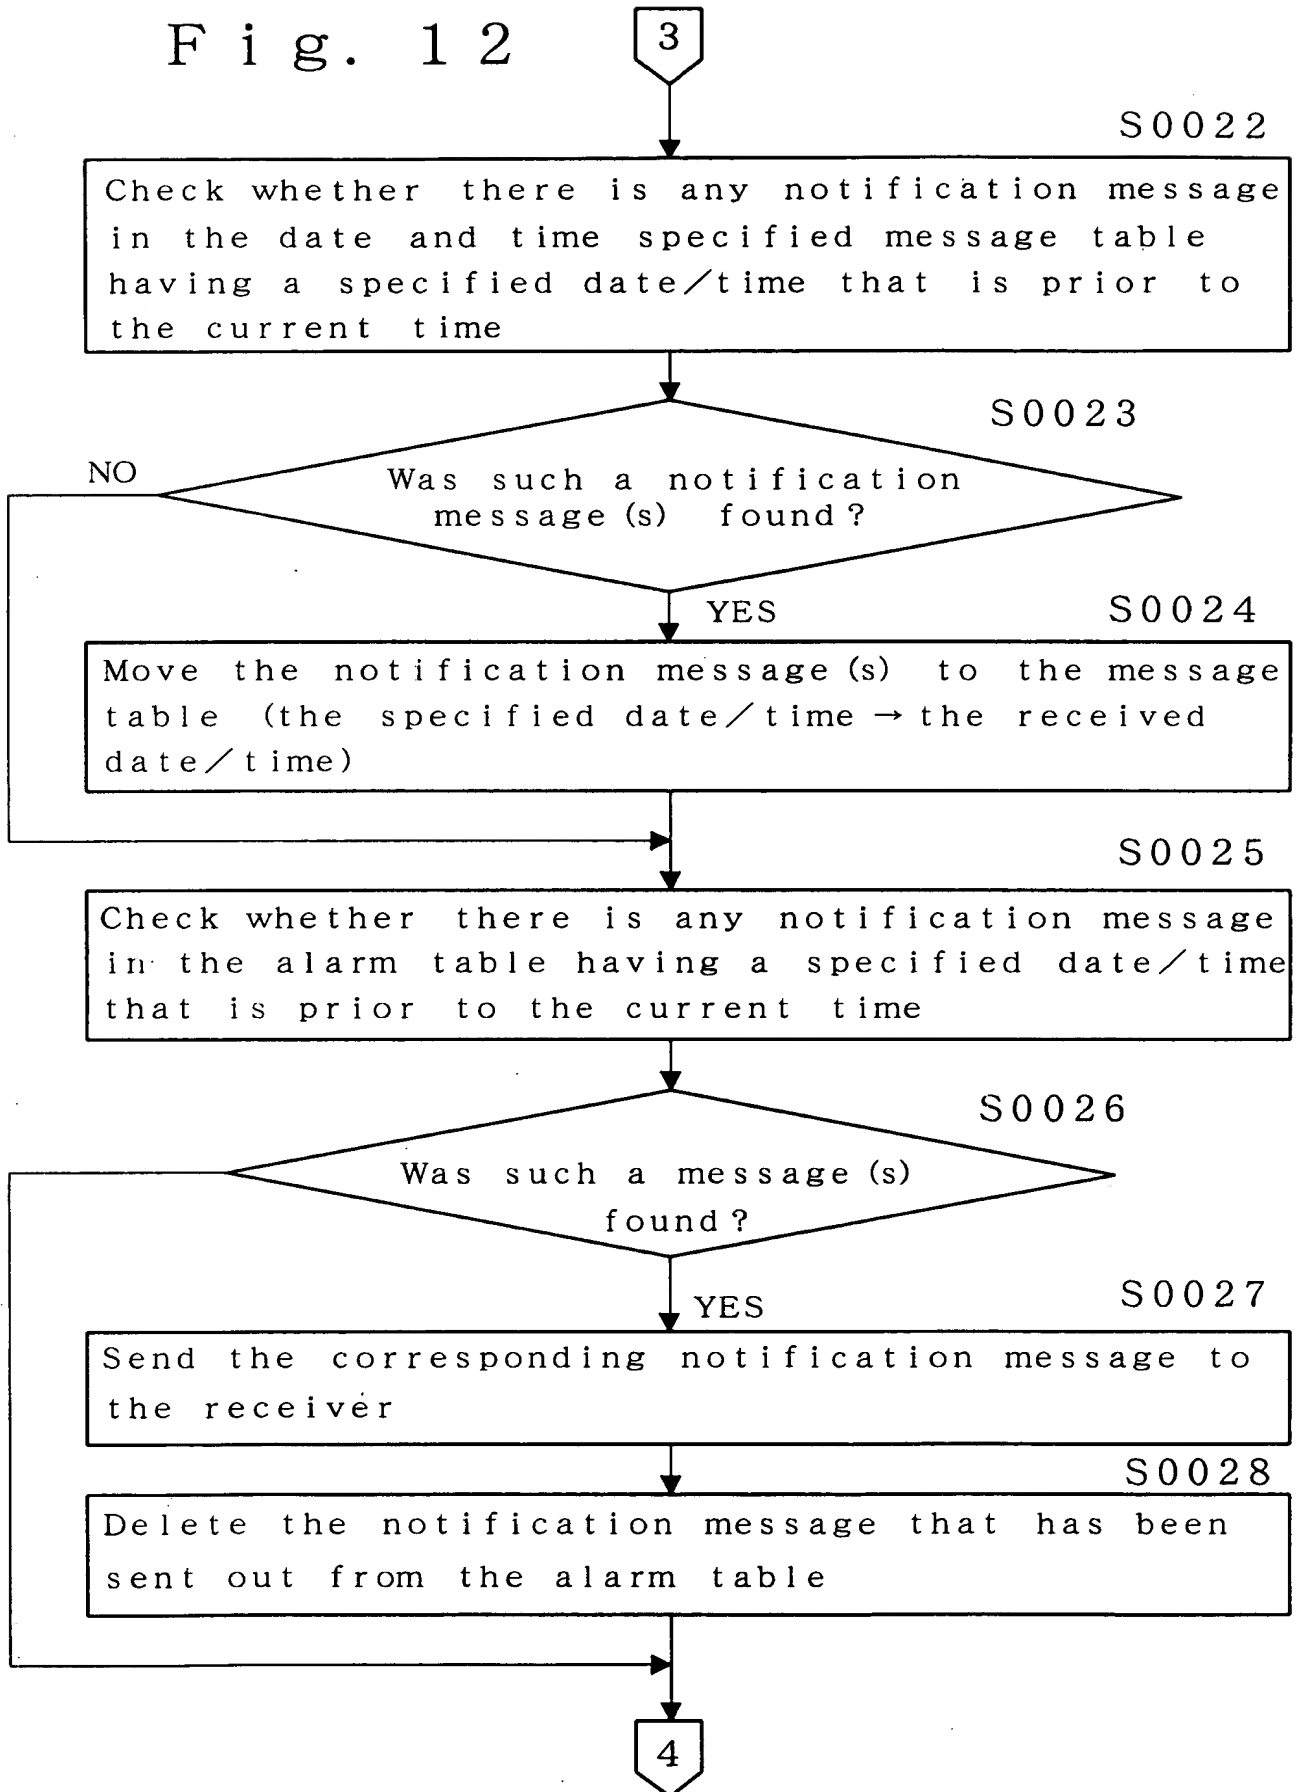 Fig. 12
3
S0022
Check whether there is any notification message
in the date and time specified message table
having a specified date/time that is prior to
the current time
S0023
NO
Was such a notification
message(s) found?
YES
S0024
Move the notification message(s) to the message
table (the specified date/time → the received
date/time)
S0025
Check whether there is any notification message
in the alarm table having a specified date/time
that is prior to the current time
S0026
Was such a message(s)
found?
YES
S0027
Send the corresponding notification message to
the receiver
S0028
Delete the notification message that has been
sent out from the alarm table
4